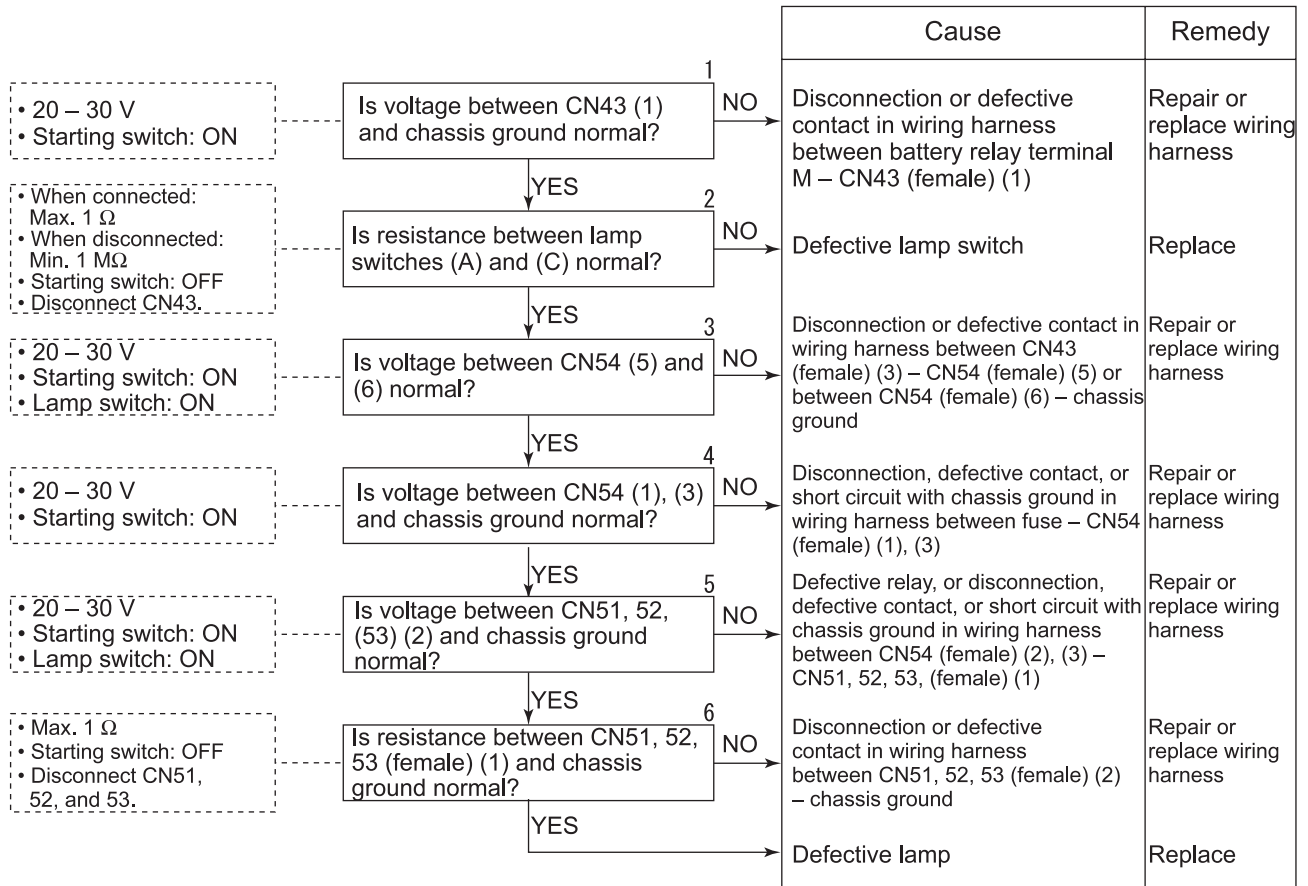 Cause
Remedy
1
• 20 – 30 V
• Starting switch: ON
Is voltage between CN43 (1)
and chassis ground normal?
NO
Disconnection or defective
contact in wiring harness
between battery relay terminal
M – CN43 (female) (1)
Repair or
replace wiring
harness
YES
2
• When connected:
Max. 1 Ω
• When disconnected:
Min. 1 MΩ
• Starting switch: OFF
• Disconnect CN43.
Is resistance between lamp
switches (A) and (C) normal?
NO
Defective lamp switch
Replace
YES
3
• 20 – 30 V
• Starting switch: ON
• Lamp switch: ON
Is voltage between CN54 (5) and
(6) normal?
NO
Disconnection or defective contact in
wiring harness between CN43
(female) (3) – CN54 (female) (5) or
between CN54 (female) (6) – chassis
ground
Repair or
replace wiring
harness
YES
4
• 20 – 30 V
• Starting switch: ON
Is voltage between CN54 (1), (3)
and chassis ground normal?
NO
Disconnection, defective contact, or
short circuit with chassis ground in
wiring harness between fuse – CN54
(female) (1), (3)
Repair or
replace wiring
harness
YES
5
• 20 – 30 V
• Starting switch: ON
• Lamp switch: ON
Is voltage between CN51, 52,
(53) (2) and chassis ground
normal?
NO
Defective relay, or disconnection,
defective contact, or short circuit with
chassis ground in wiring harness
between CN54 (female) (2), (3) –
CN51, 52, 53, (female) (1)
Repair or
replace wiring
harness
YES
6
• Max. 1 Ω
• Starting switch: OFF
• Disconnect CN51,
52, and 53.
Is resistance between CN51, 52,
53 (female) (1) and chassis
ground normal?
NO
Disconnection or defective
contact in wiring harness
between CN51, 52, 53 (female) (2)
– chassis ground
Repair or
replace wiring
harness
YES
Defective lamp
Replace